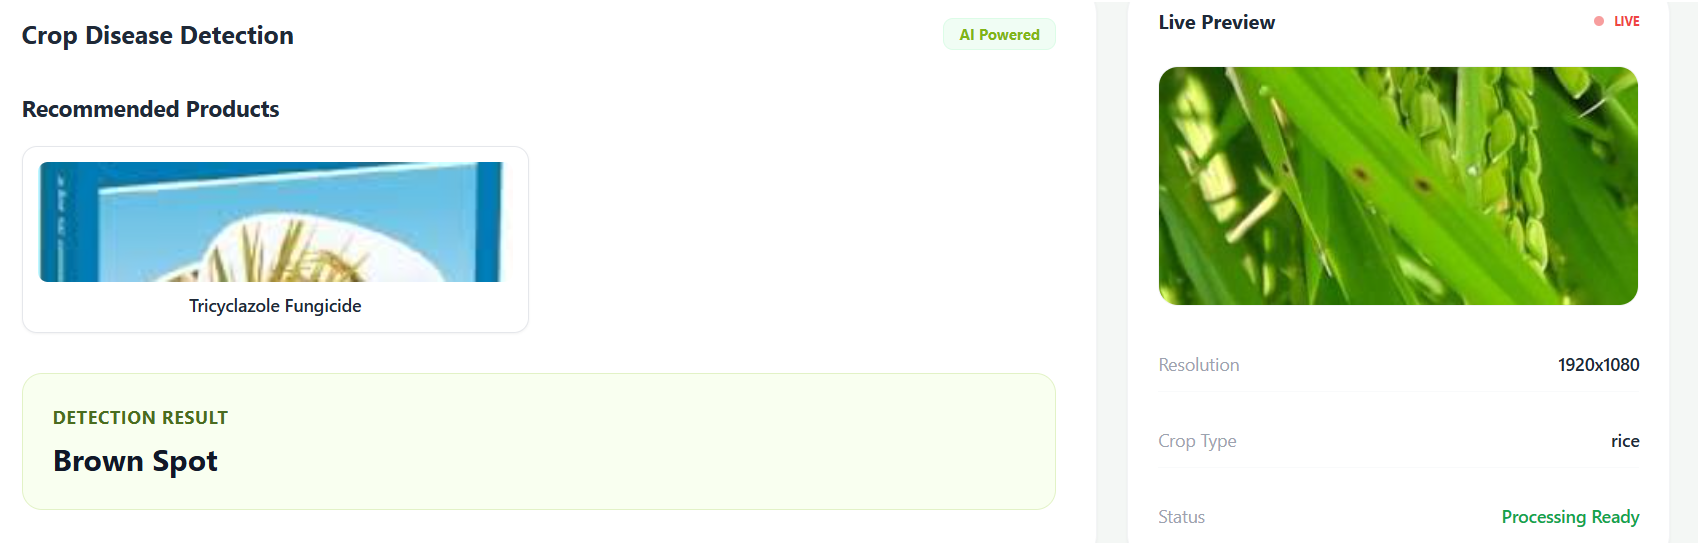 Crop Disease Detection
AI Powered
Recommended Products
Tricyclazole Fungicide
DETECTION RESULT
Brown Spot
Live Preview
LIVE
Resolution
1920x1080
Crop Type
rice
Status
Processing Ready